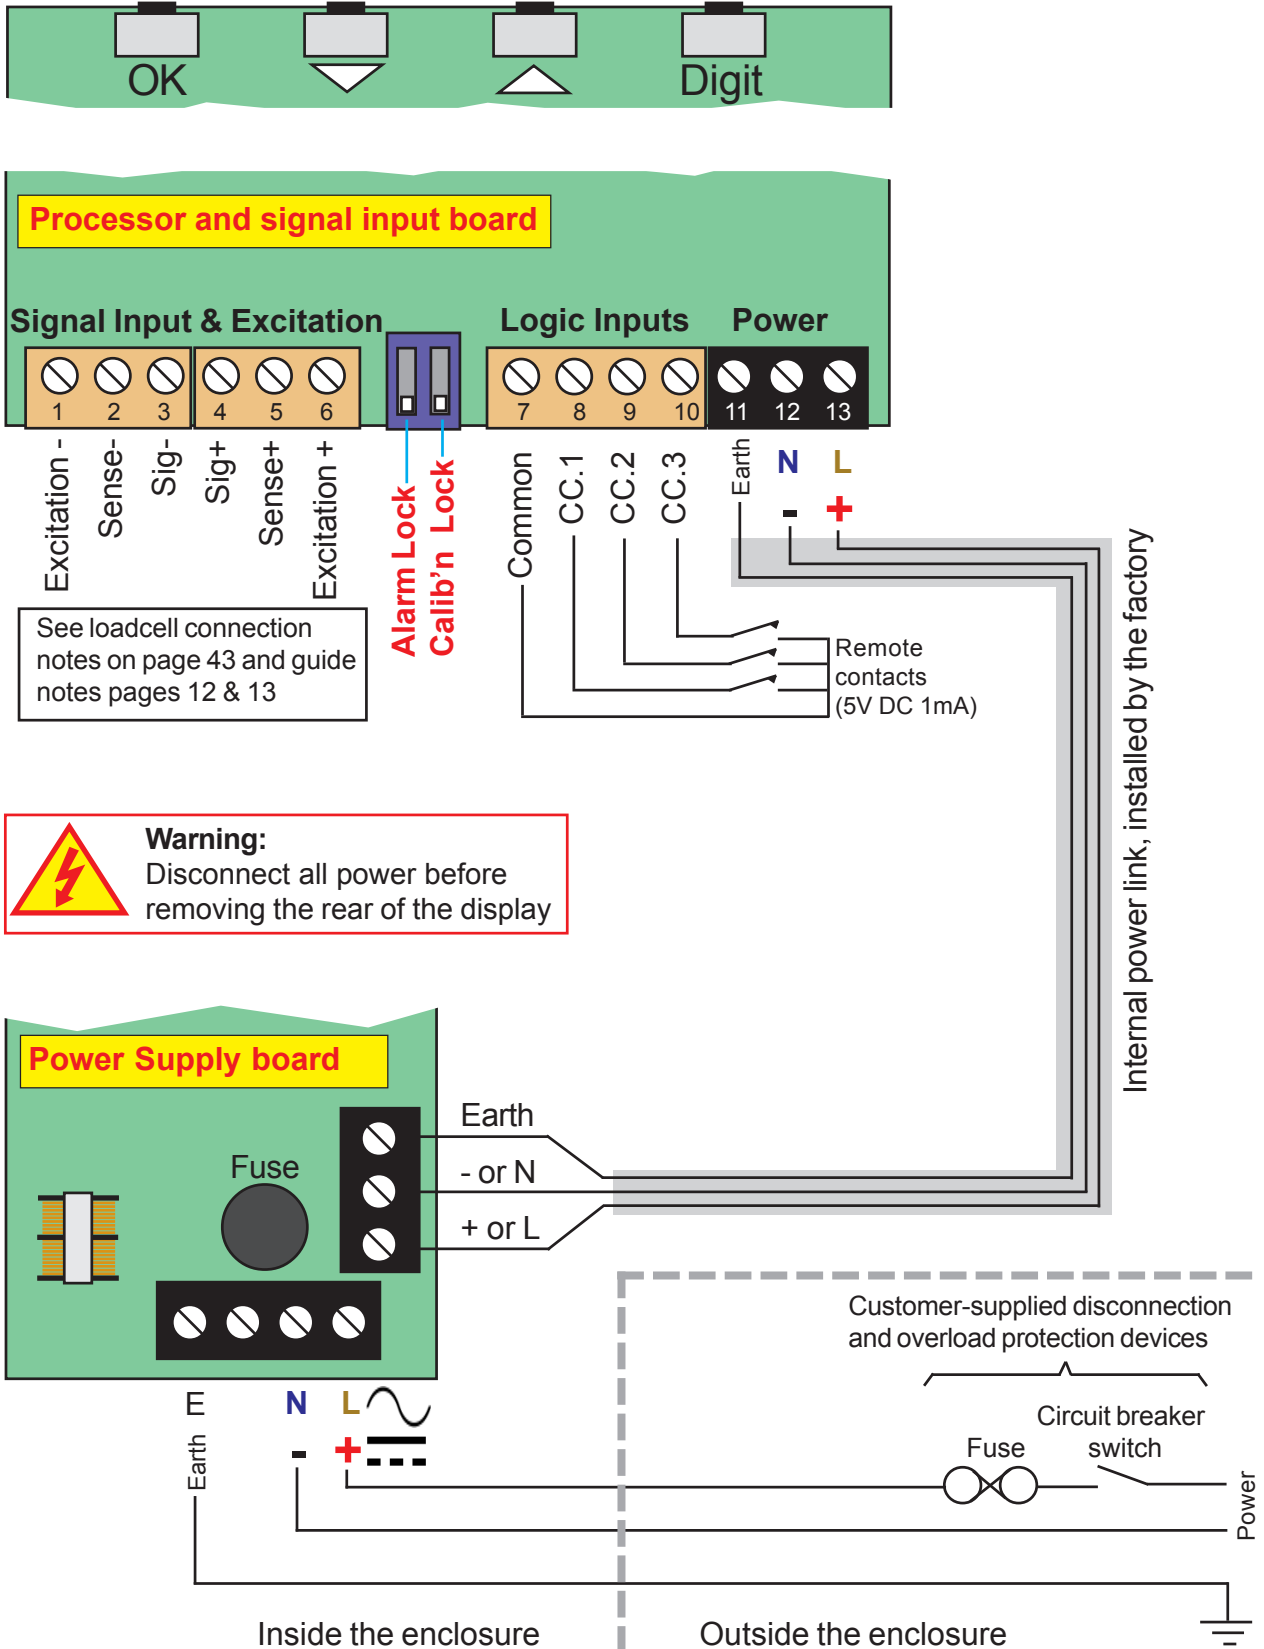 OK
Digit
Processor and signal input board
Signal Input & Excitation
Logic Inputs
Power
1 2 3 4 5 6
7 8 9 10 11 12 13
Excitation -
Sense-
Sig-
Sig+
Sense+
Excitation +
Alarm Lock
Calib'n Lock
Common
CC.1
CC.2
CC.3
Earth
N
L
-
+
See loadcell connection
notes on page 43 and guide
notes pages 12 & 13
Remote
contacts
(5V DC 1mA)
Internal power link, installed by the factory
Warning:
Disconnect all power before
removing the rear of the display
Power Supply board
Earth
- or N
+ or L
Fuse
Customer-supplied disconnection
and overload protection devices
E
N
L
Earth
-
+
Circuit breaker
switch
Fuse
Power
Inside the enclosure
Outside the enclosure